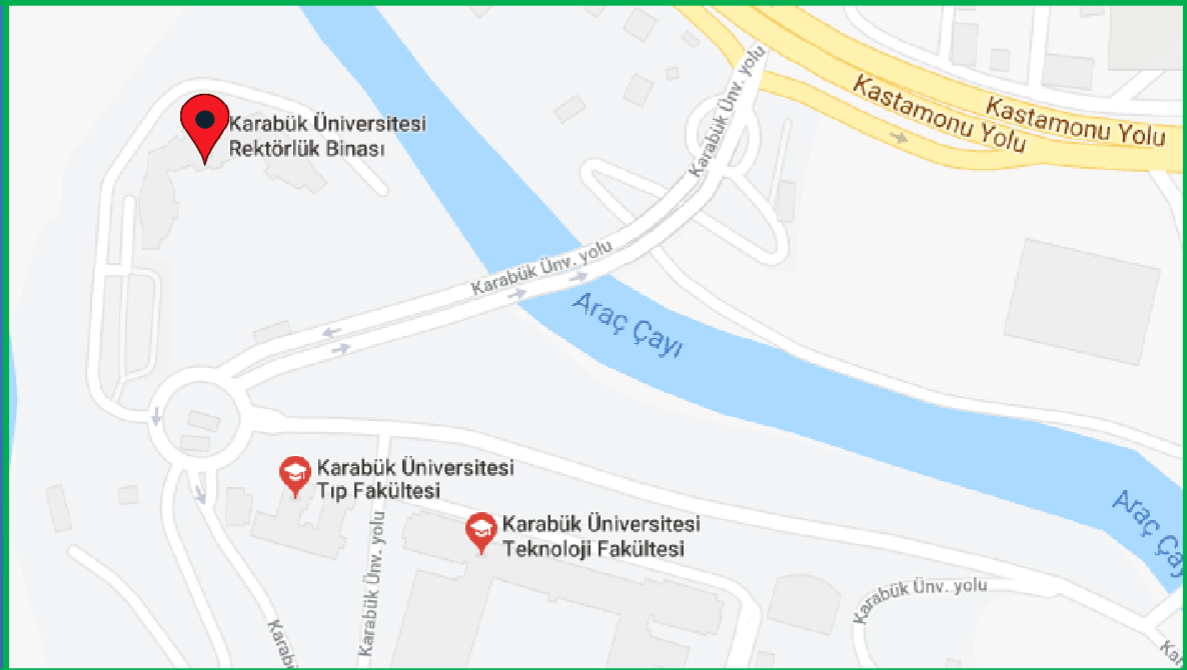 Karabük Ünv. yolu
Kastamonu Yolu
Kastamonu Yolu
Karabük Üniversitesi
Rektörlük Binası
Karabük Ünv. yolu
Araç Çayı
Karabük Üniversitesi
Tıp Fakültesi
Karabük Üniversitesi
Teknoloji Fakültesi
Araç Ça
Karabük Ünv. yolu
Karabük Ünv. yolu